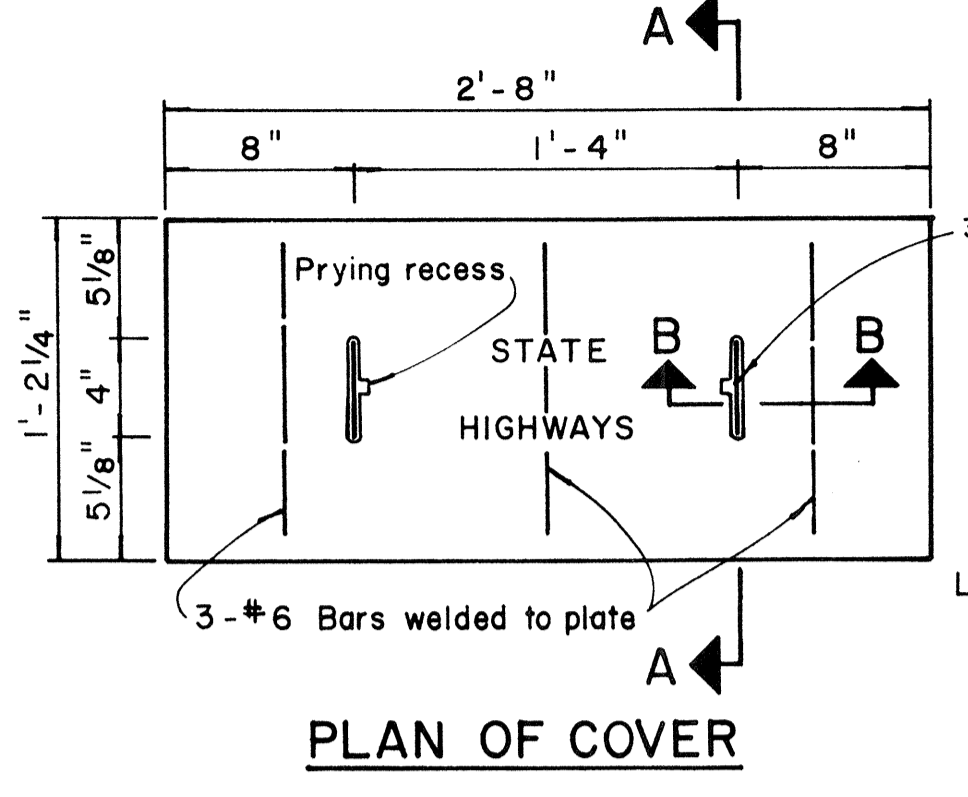 A
2'-8"
8" 1'-4" 8"
Prying recess
5 1/8"
1'-2 1/4"
4"
5 1/8"
STATE
HIGHWAYS
B B
3-#6 Bars welded to plate
A
PLAN OF COVER